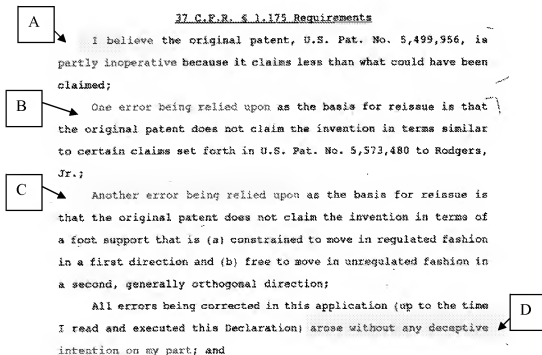 37 C.F.R. § 1.175 Requirements
A
I believe the original patent, U.S. Pat. No. 5,499,956, is
partly inoperative because it claims less than what could have been
claimed;
B
One error being relied upon as the basis for reissue is that
the original patent does not claim the invention in terms similar
to certain claims set forth in U.S. Pat. No. 5,573,480 to Rodgers,
Jr.;
C
Another error being relied upon as the basis for reissue is
that the original patent does not claim the invention in terms of
a foot support that is (a) constrained to move in regulated fashion
in a first direction and (b) free to move in unregulated fashion in
a second, generally orthogonal direction;
All errors being corrected in this application (up to the time
D
I read and executed this Declaration) arose without any deceptive
intention on my part; and